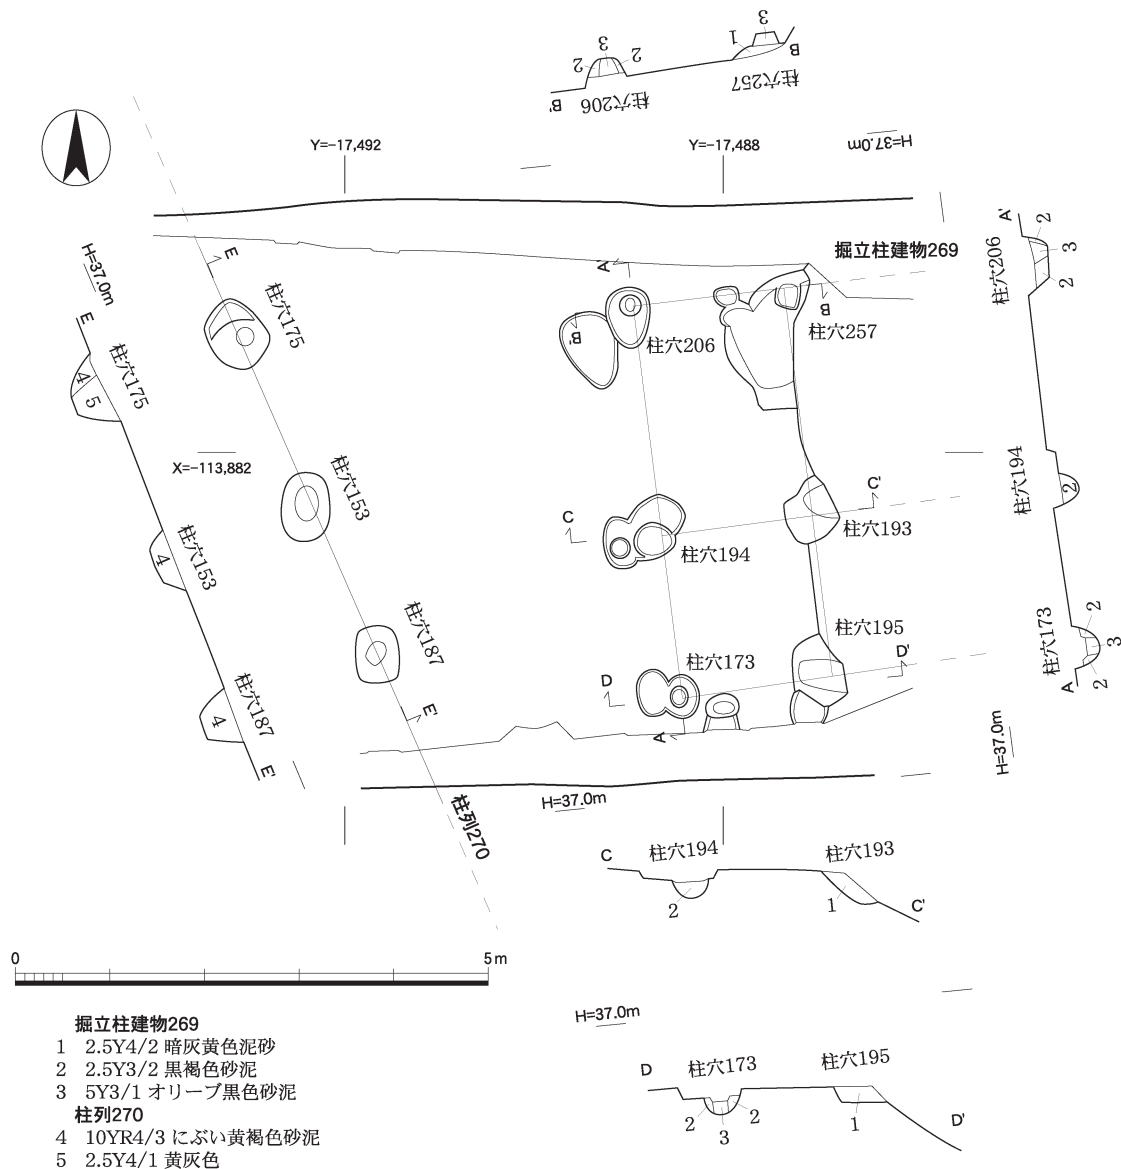 3
1
B
3
2
2
B'
柱穴206
柱穴257
Y=-17,492
Y=-17,488
H=37.0m
A'
2
3
2
柱穴206
掘立柱建物269
E
H=37.0m
A'
柱穴175
B
B'
柱穴206
柱穴257
E
柱穴175
4
5
X=-113,882
柱穴153
C'
C
柱穴193
柱穴194
柱穴194
2
柱穴153
4
柱穴187
柱穴195
柱穴173
D'
D
柱穴173
2
3
2
A
柱穴187
4
E'
E'
A
H=37.0m
H=37.0m
柱列270
C
柱穴194
柱穴193
2
1
C'
0
5m
H=37.0m
掘立柱建物269
1 2.5Y4/2 暗灰黄色泥砂
2 2.5Y3/2 黒褐色砂泥
3 5Y3/1 オリーブ黒色砂泥
柱列270
4 10YR4/3 にぶい黄褐色砂泥
5 2.5Y4/1 黄灰色
D
柱穴173
柱穴195
2
3
2
1
D'